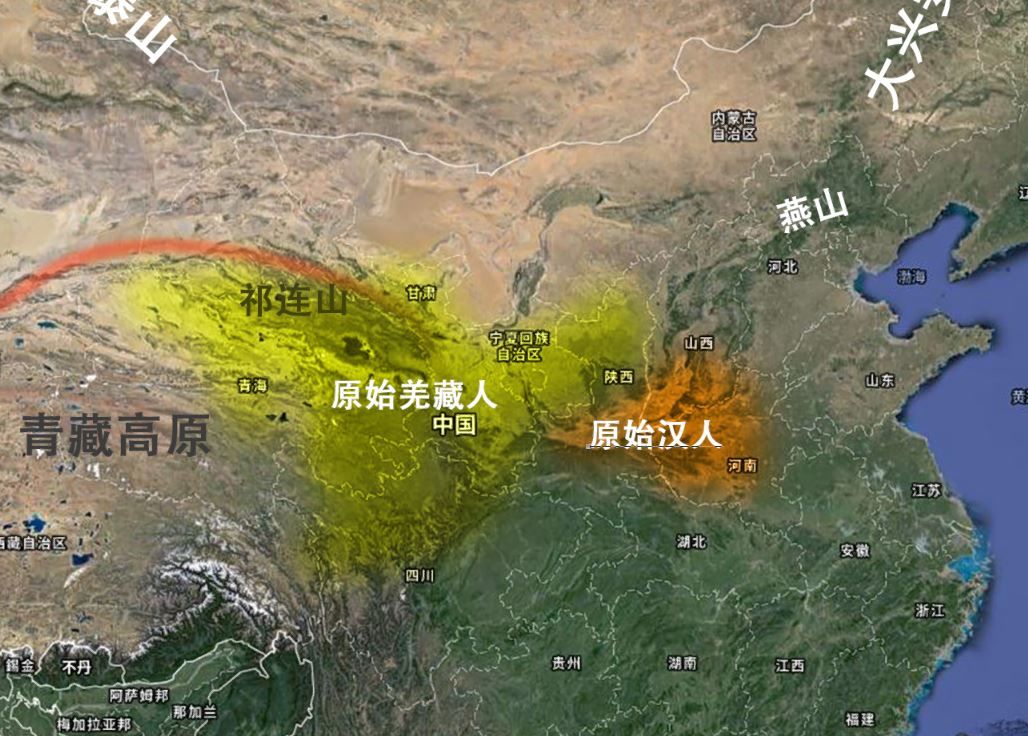 泰山
大兴
内蒙古
自治区
燕山
河北
渤海
甘肃
祁连山
宁夏回族
自治区
山西
陕西
山东
青海
原始羌藏人
中国
青藏高原
原始汉人
河南
江苏
西藏自治区
湖北
安徽
四川
浙江
錫金
不丹
贵州
湖南
江西
阿萨姆邦
那加兰
梅加拉亚邦
福建
黄